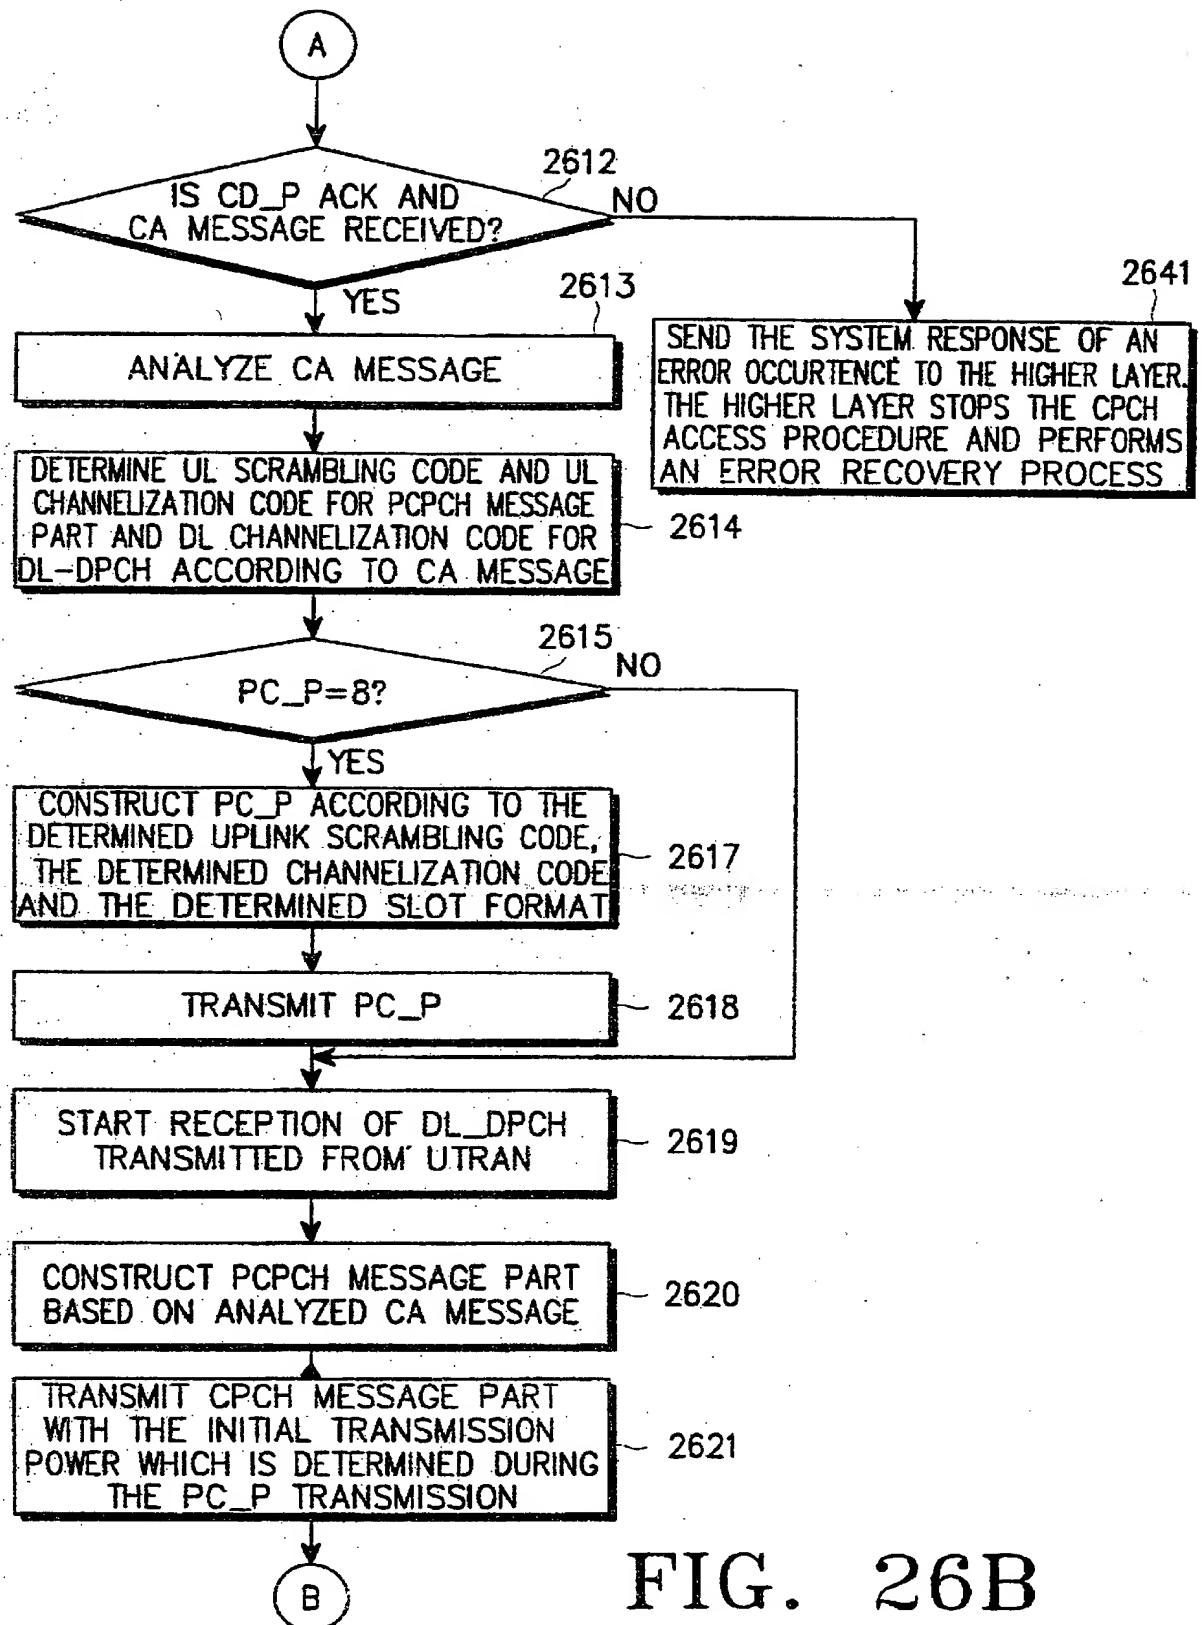 A
2612
IS CD_P ACK AND
CA MESSAGE RECEIVED?
NO
YES
2613
ANALYZE CA MESSAGE
2641
SEND THE SYSTEM RESPONSE OF AN
ERROR OCCURTENCE TO THE HIGHER LAYER.
THE HIGHER LAYER STOPS THE CPCH
ACCESS PROCEDURE AND PERFORMS
AN ERROR RECOVERY PROCESS
DETERMINE UL SCRAMBLING CODE AND UL
CHANNELIZATION CODE FOR PCPCH MESSAGE
PART AND DL CHANNELIZATION CODE FOR
DL-DPCH ACCORDING TO CA MESSAGE
2614
2615
PC_P=8?
NO
YES
CONSTRUCT PC_P ACCORDING TO THE
DETERMINED UPLINK SCRAMBLING CODE,
THE DETERMINED CHANNELIZATION CODE
AND THE DETERMINED SLOT FORMAT
2617
TRANSMIT PC_P
2618
START RECEPTION OF DL_DPCH
TRANSMITTED FROM UTRAN
2619
CONSTRUCT PCPCH MESSAGE PART
BASED ON ANALYZED CA MESSAGE
2620
TRANSMIT CPCH MESSAGE PART
WITH THE INITIAL TRANSMISSION
POWER WHICH IS DETERMINED DURING
THE PC_P TRANSMISSION
2621
B
FIG. 26B